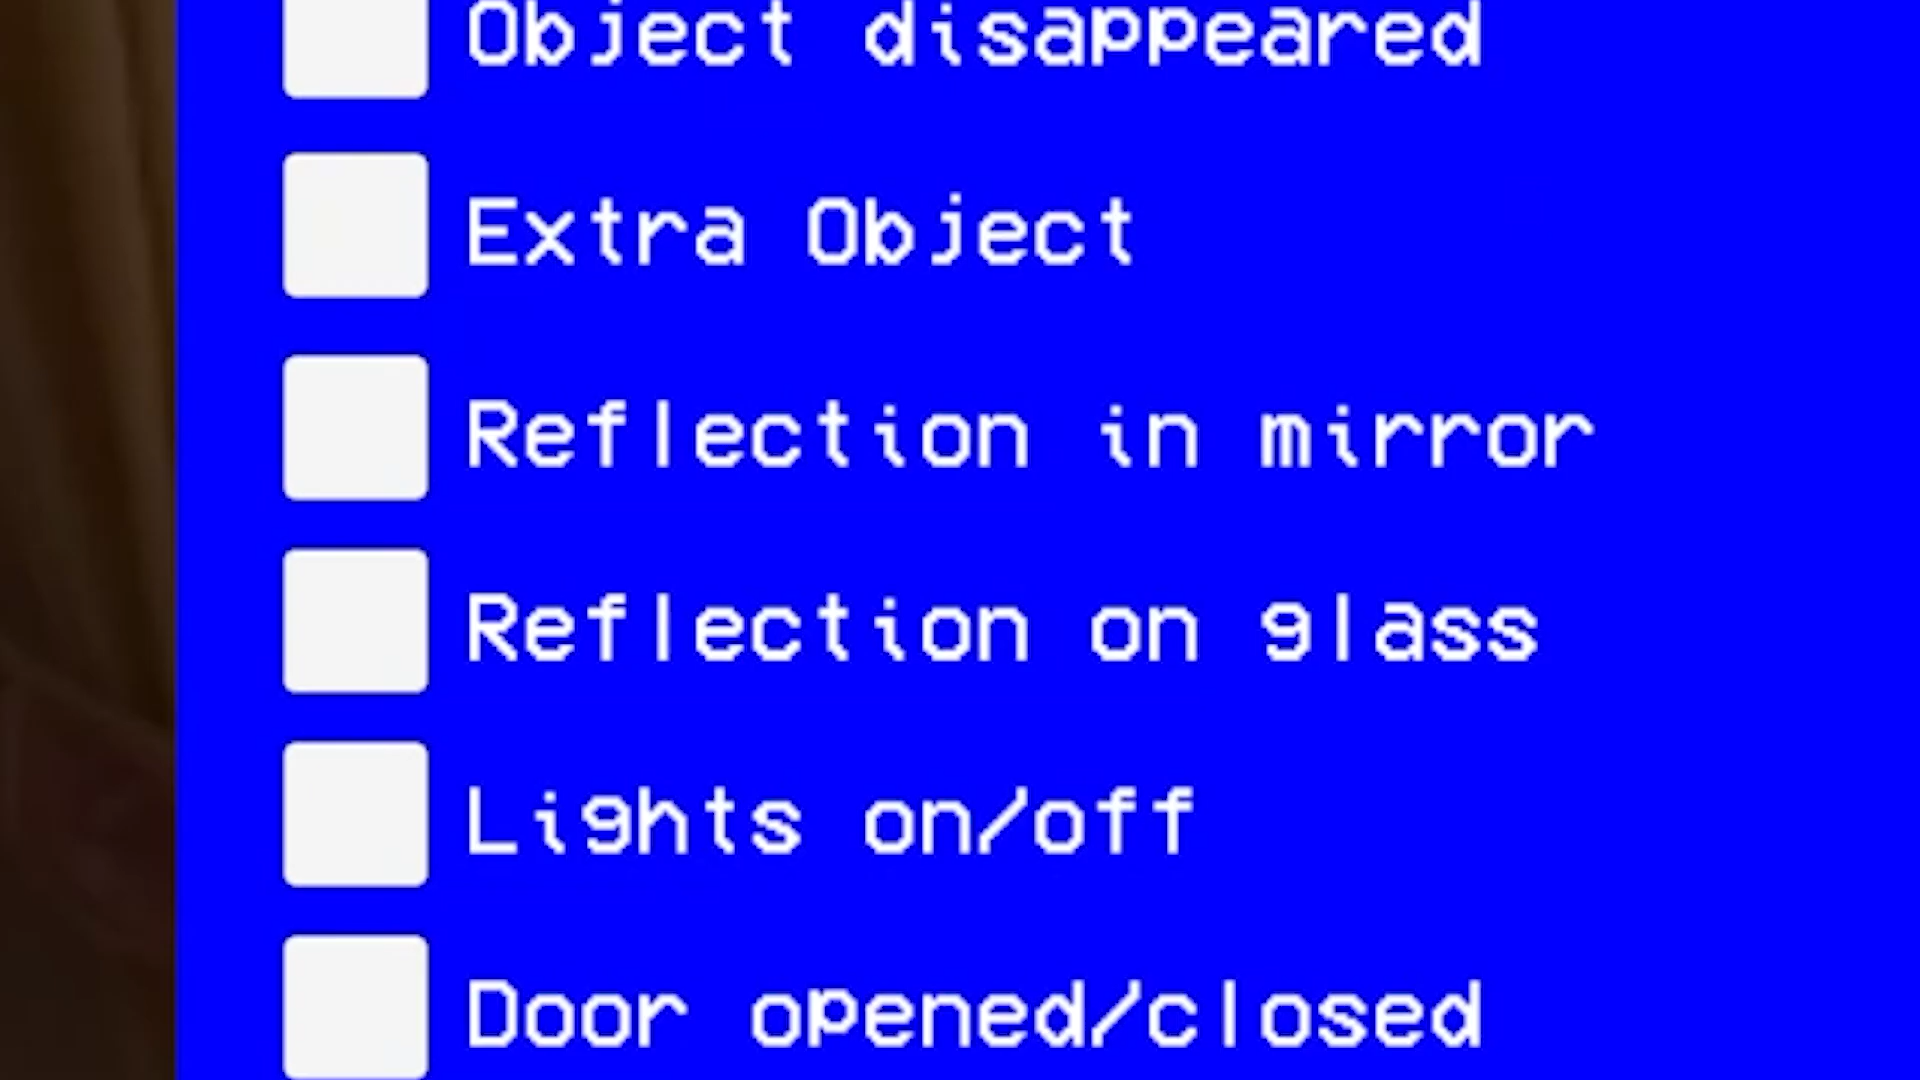 Object disappeared
Extra Object
Reflection in mirror
Reflection on glass
Lights on/off
Door opened/closed